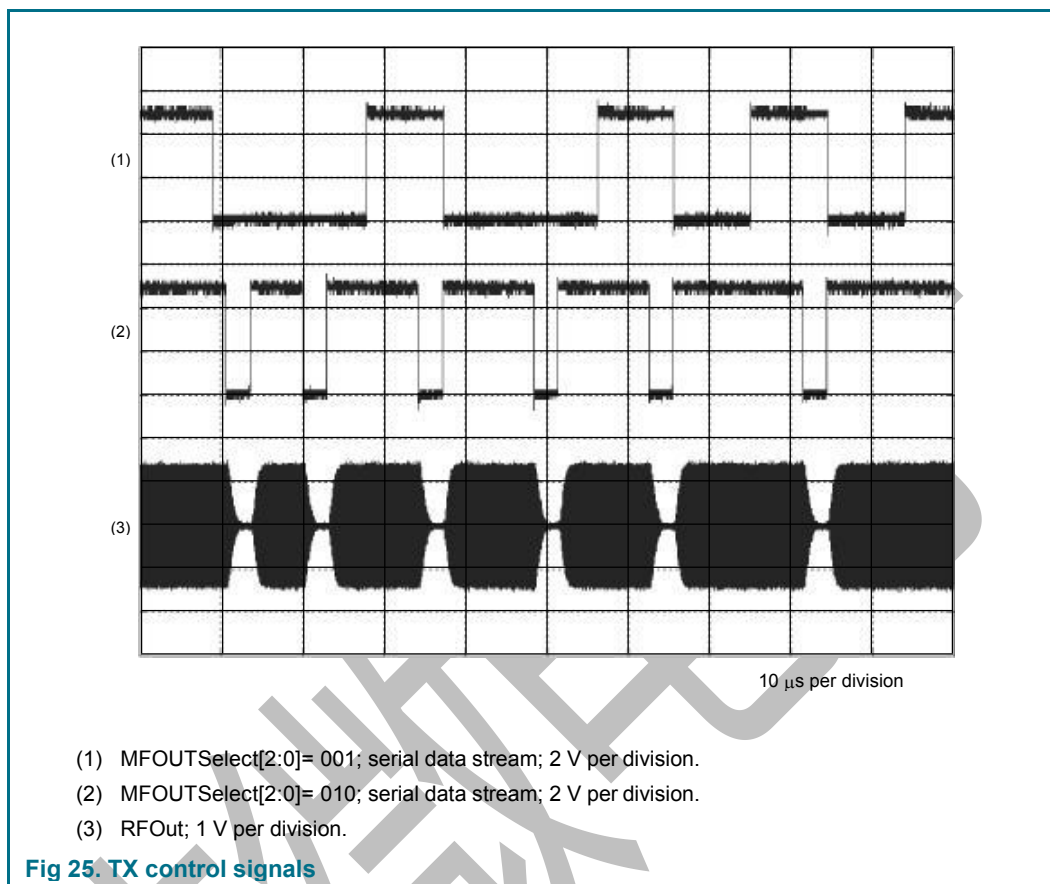 (1)
(2)
(3)
10 μs per division
(1) MFOUTSelect[2:0]= 001; serial data stream; 2 V per division.
(2) MFOUTSelect[2:0]= 010; serial data stream; 2 V per division.
(3) RFOut; 1 V per division.
Fig 25. TX control signals